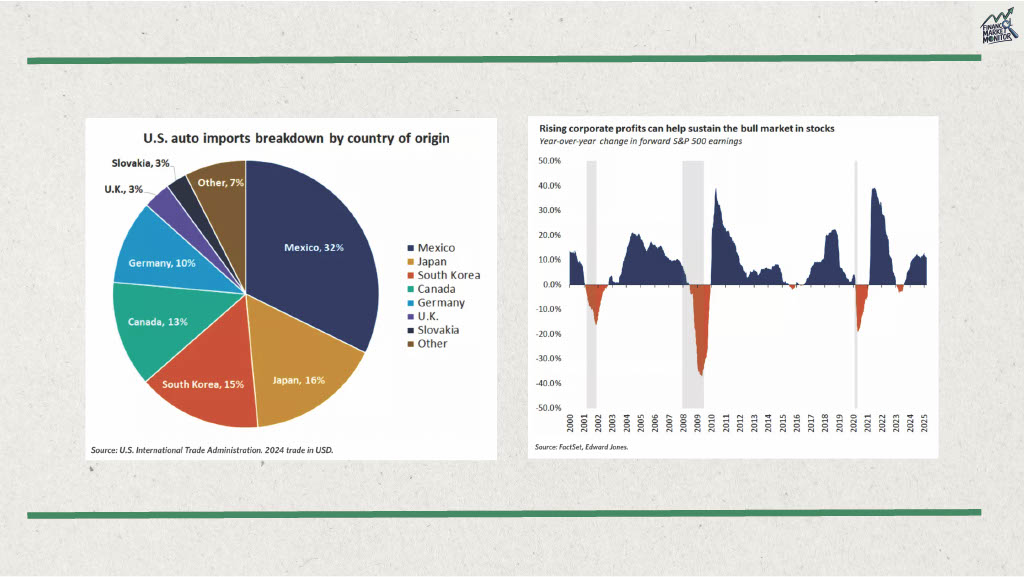 FINANCIAL
MARKET
MONITOR
U.S. auto imports breakdown by country of origin
Slovakia, 3%
Other, 7%
U.K., 3%
Mexico, 32%
Germany, 10%
Canada, 13%
South Korea, 15%
Japan, 16%
Mexico
Japan
South Korea
Canada
Germany
U.K.
Slovakia
Other
Source: U.S. International Trade Administration. 2024 trade in USD.
Rising corporate profits can help sustain the bull market in stocks
Year-over-year change in forward S&P 500 earnings
50.0%
40.0%
30.0%
20.0%
10.0%
0.0%
-10.0%
-20.0%
-30.0%
-40.0%
-50.0%
2000 2001 2002 2003 2004 2005 2006 2007 2008 2009 2010 2011 2012 2013 2014 2015 2016 2017 2018 2019 2020 2021 2022 2023 2024 2025
Source: FactSet, Edward Jones.